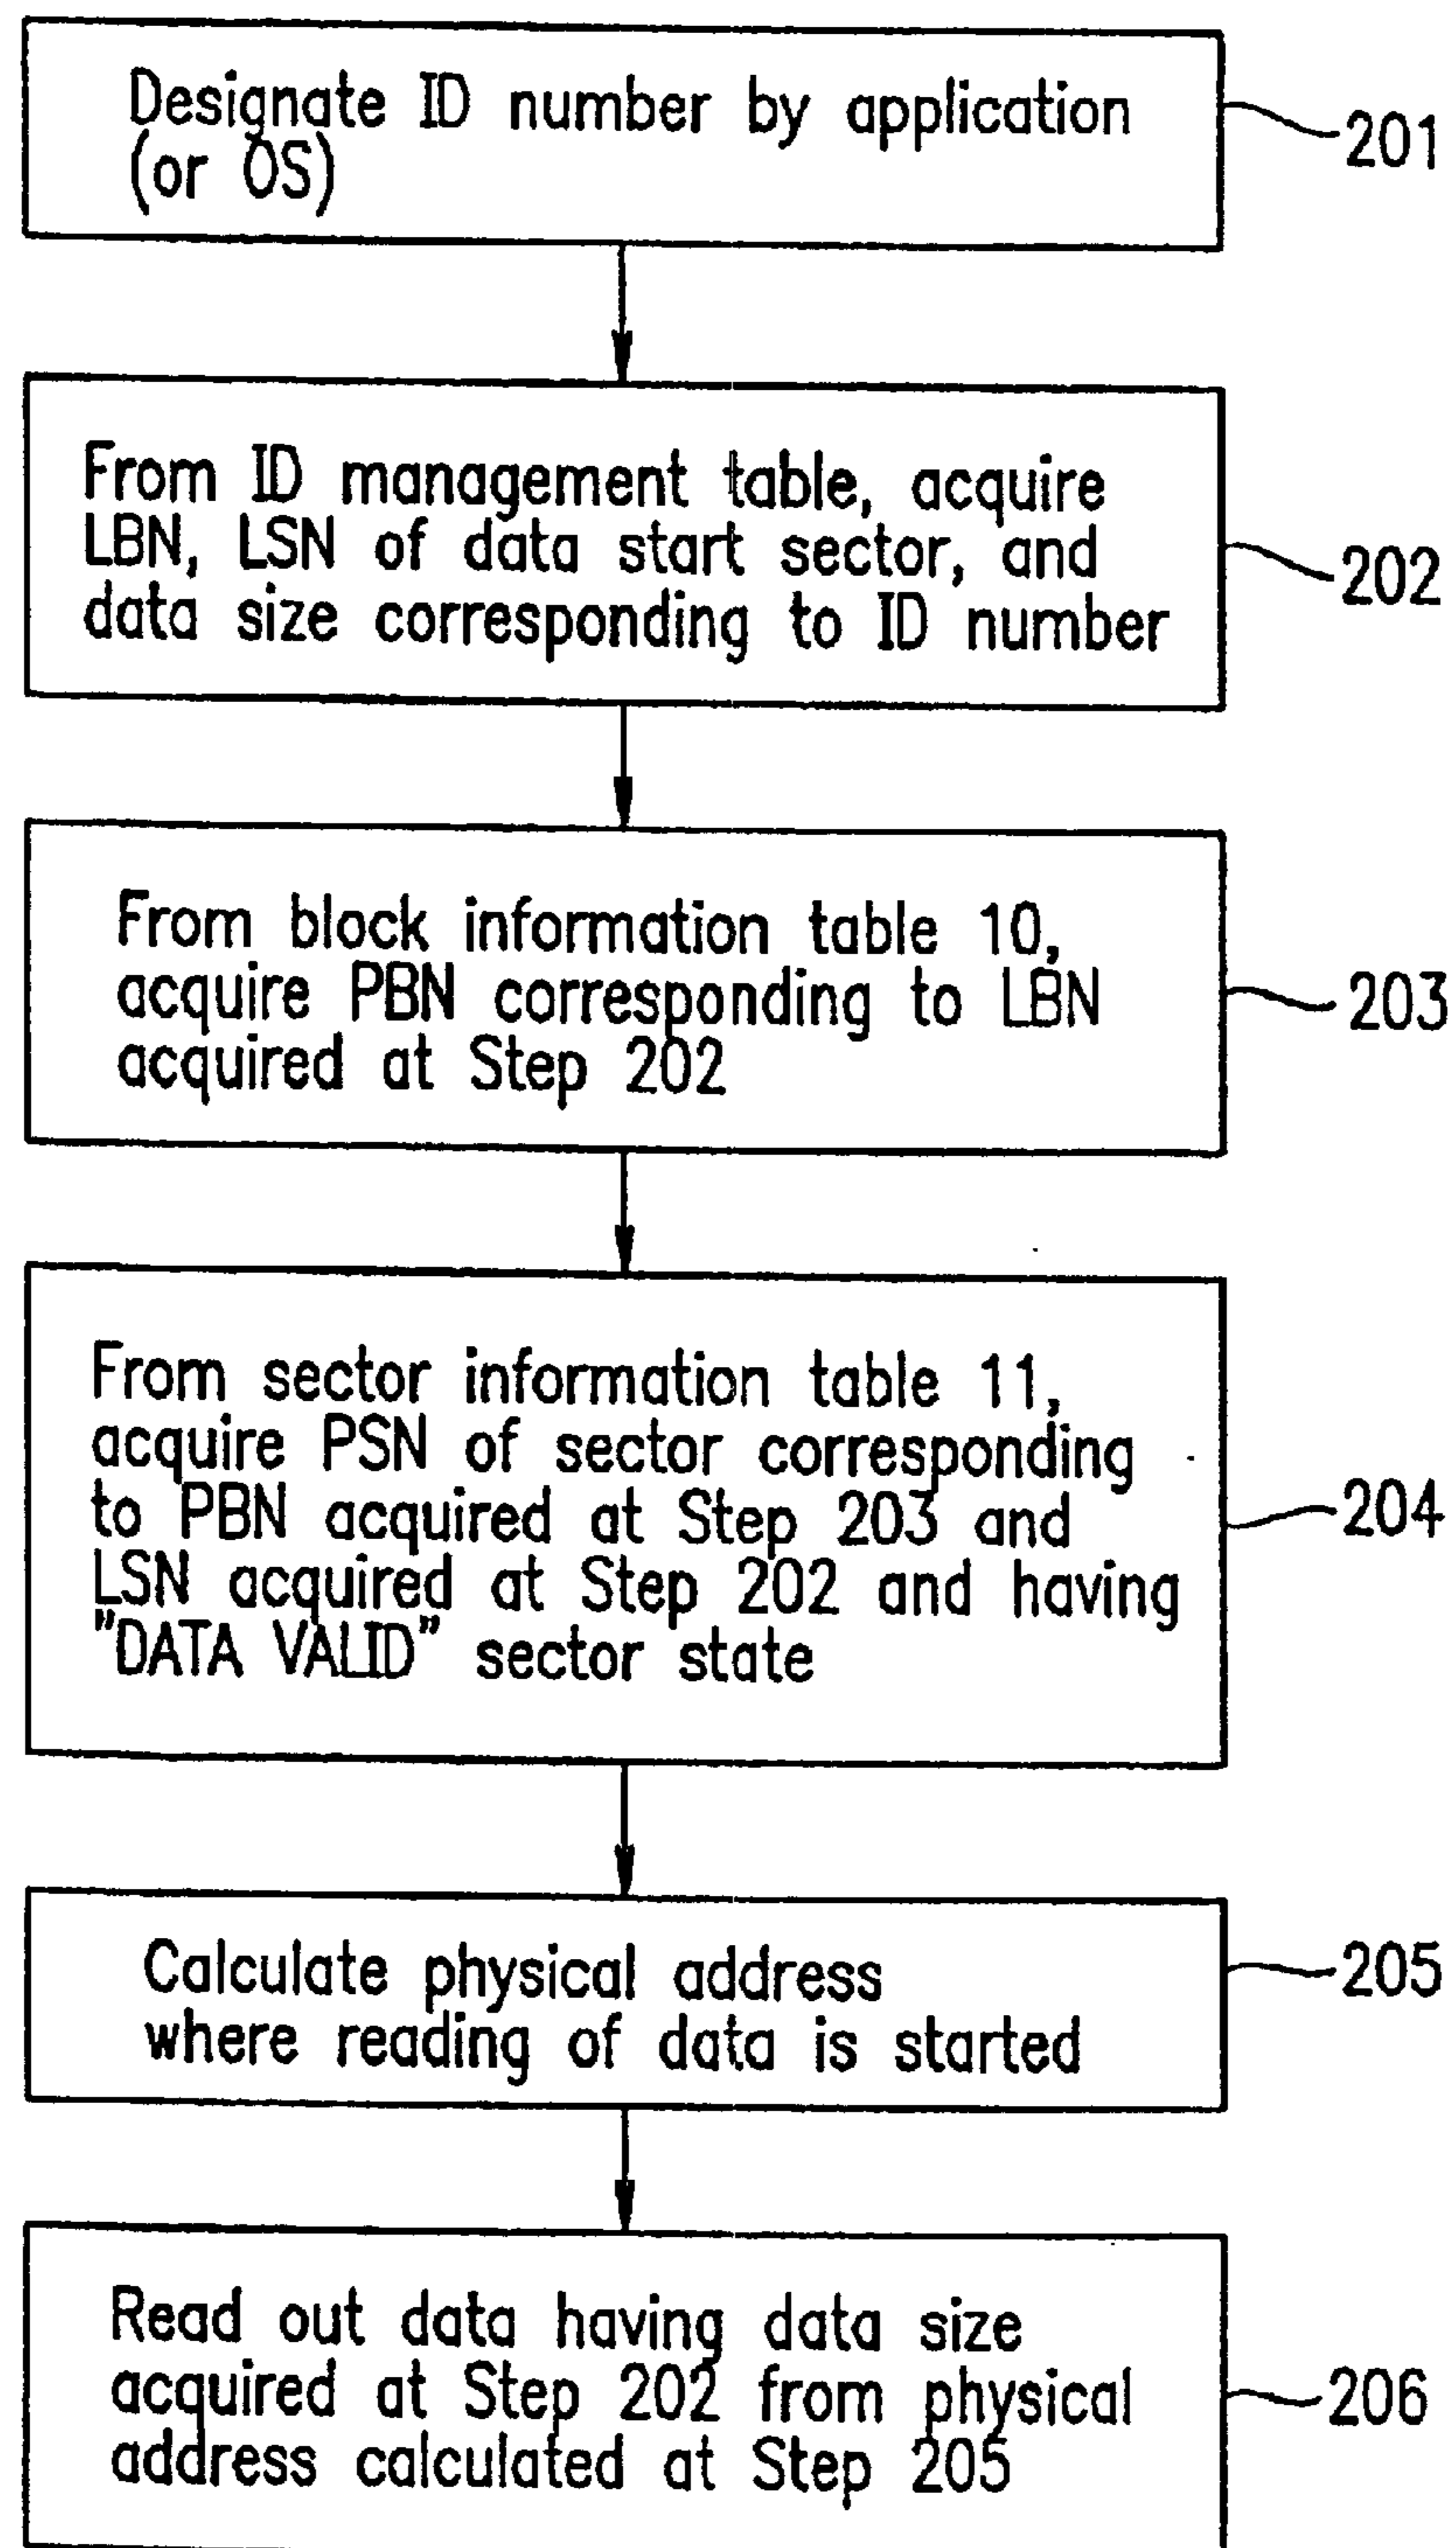 Designate ID number by application
(or OS)
201
From ID management table, acquire
LBN, LSN of data start sector, and
data size corresponding to ID number
202
From block information table 10,
acquire PBN corresponding to LBN
acquired at Step 202
203
From sector information table 11,
acquire PSN of sector corresponding
to PBN acquired at Step 203 and
LSN acquired at Step 202 and having
"DATA VALID" sector state
204
Calculate physical address
where reading of data is started
205
Read out data having data size
acquired at Step 202 from physical
address calculated at Step 205
206